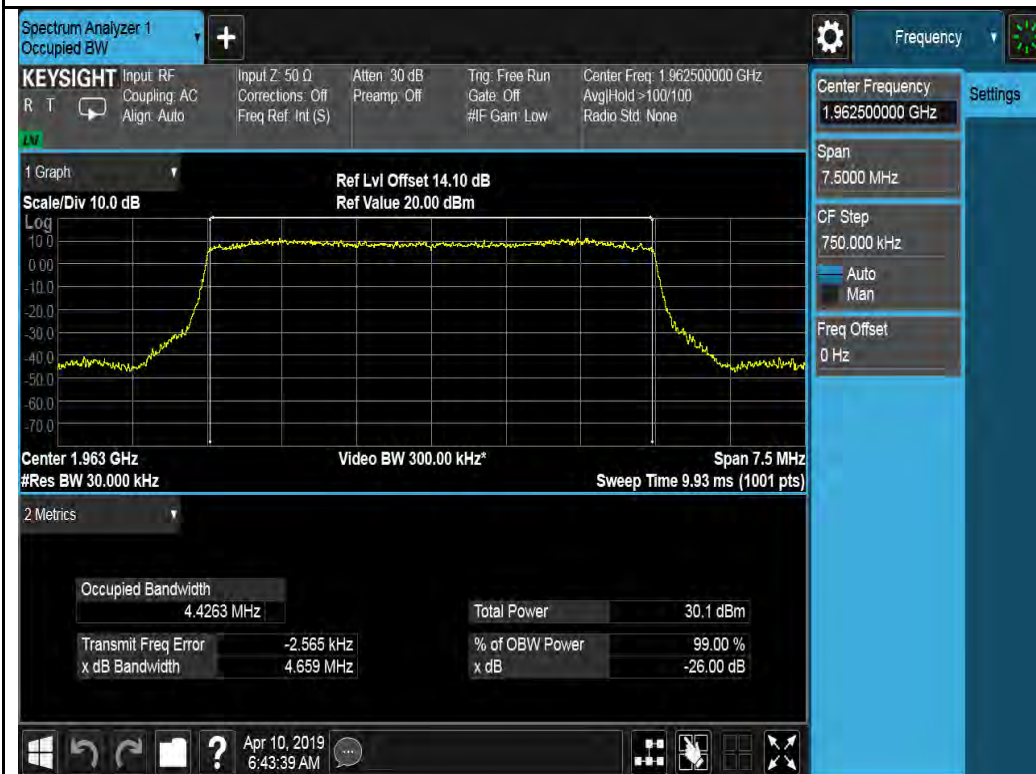 Spectrum Analyzer 1
Occupied BW
Frequency
KEYSIGHT
R T
Input: RF
Coupling: AC
Align: Auto
Input Z: 50 Ω
Corrections: Off
Freq Ref: Int (S)
Atten: 30 dB
Preamp: Off
Trig: Free Run
Gate: Off
#IF Gain: Low
Center Freq: 1.962500000 GHz
Avg|Hold >100/100
Radio Std: None
1 Graph
Scale/Div 10.0 dB
Ref Lvl Offset 14.10 dB
Ref Value 20.00 dBm
Log
10.0
0.00
-10.0
-20.0
-30.0
-40.0
-50.0
-60.0
-70.0
Center 1.963 GHz
Video BW 300.00 kHz*
Span 7.5 MHz
#Res BW 30.000 kHz
Sweep Time 9.93 ms (1001 pts)
2 Metrics
Occupied Bandwidth
4.4263 MHz
Total Power 30.1 dBm
Transmit Freq Error -2.565 kHz
% of OBW Power 99.00 %
x dB Bandwidth 4.659 MHz
x dB -26.00 dB
Apr 10, 2019
6:43:39 AM
Center Frequency
1.962500000 GHz
Settings
Span
7.5000 MHz
CF Step
750.000 kHz
Auto
Man
Freq Offset
0 Hz